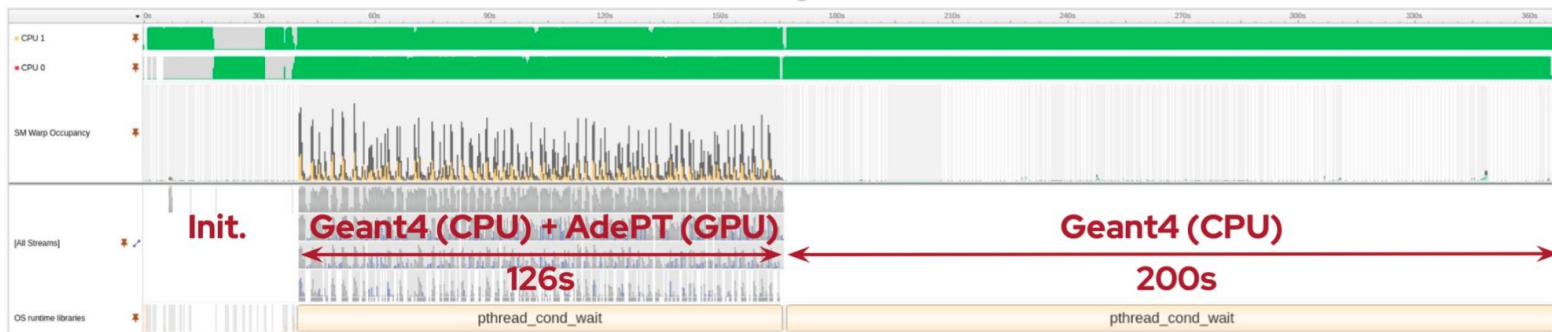 0s 30s 60s 90s 120s 150s 180s 210s 240s 270s 300s 330s 360s
CPU 1
CPU 0
SM Warp Occupancy
[All Streams]
Init.
Geant4 (CPU) + AdePT (GPU)
Geant4 (CPU)
126s
200s
OS runtime libraries
pthread_cond_wait
pthread_cond_wait